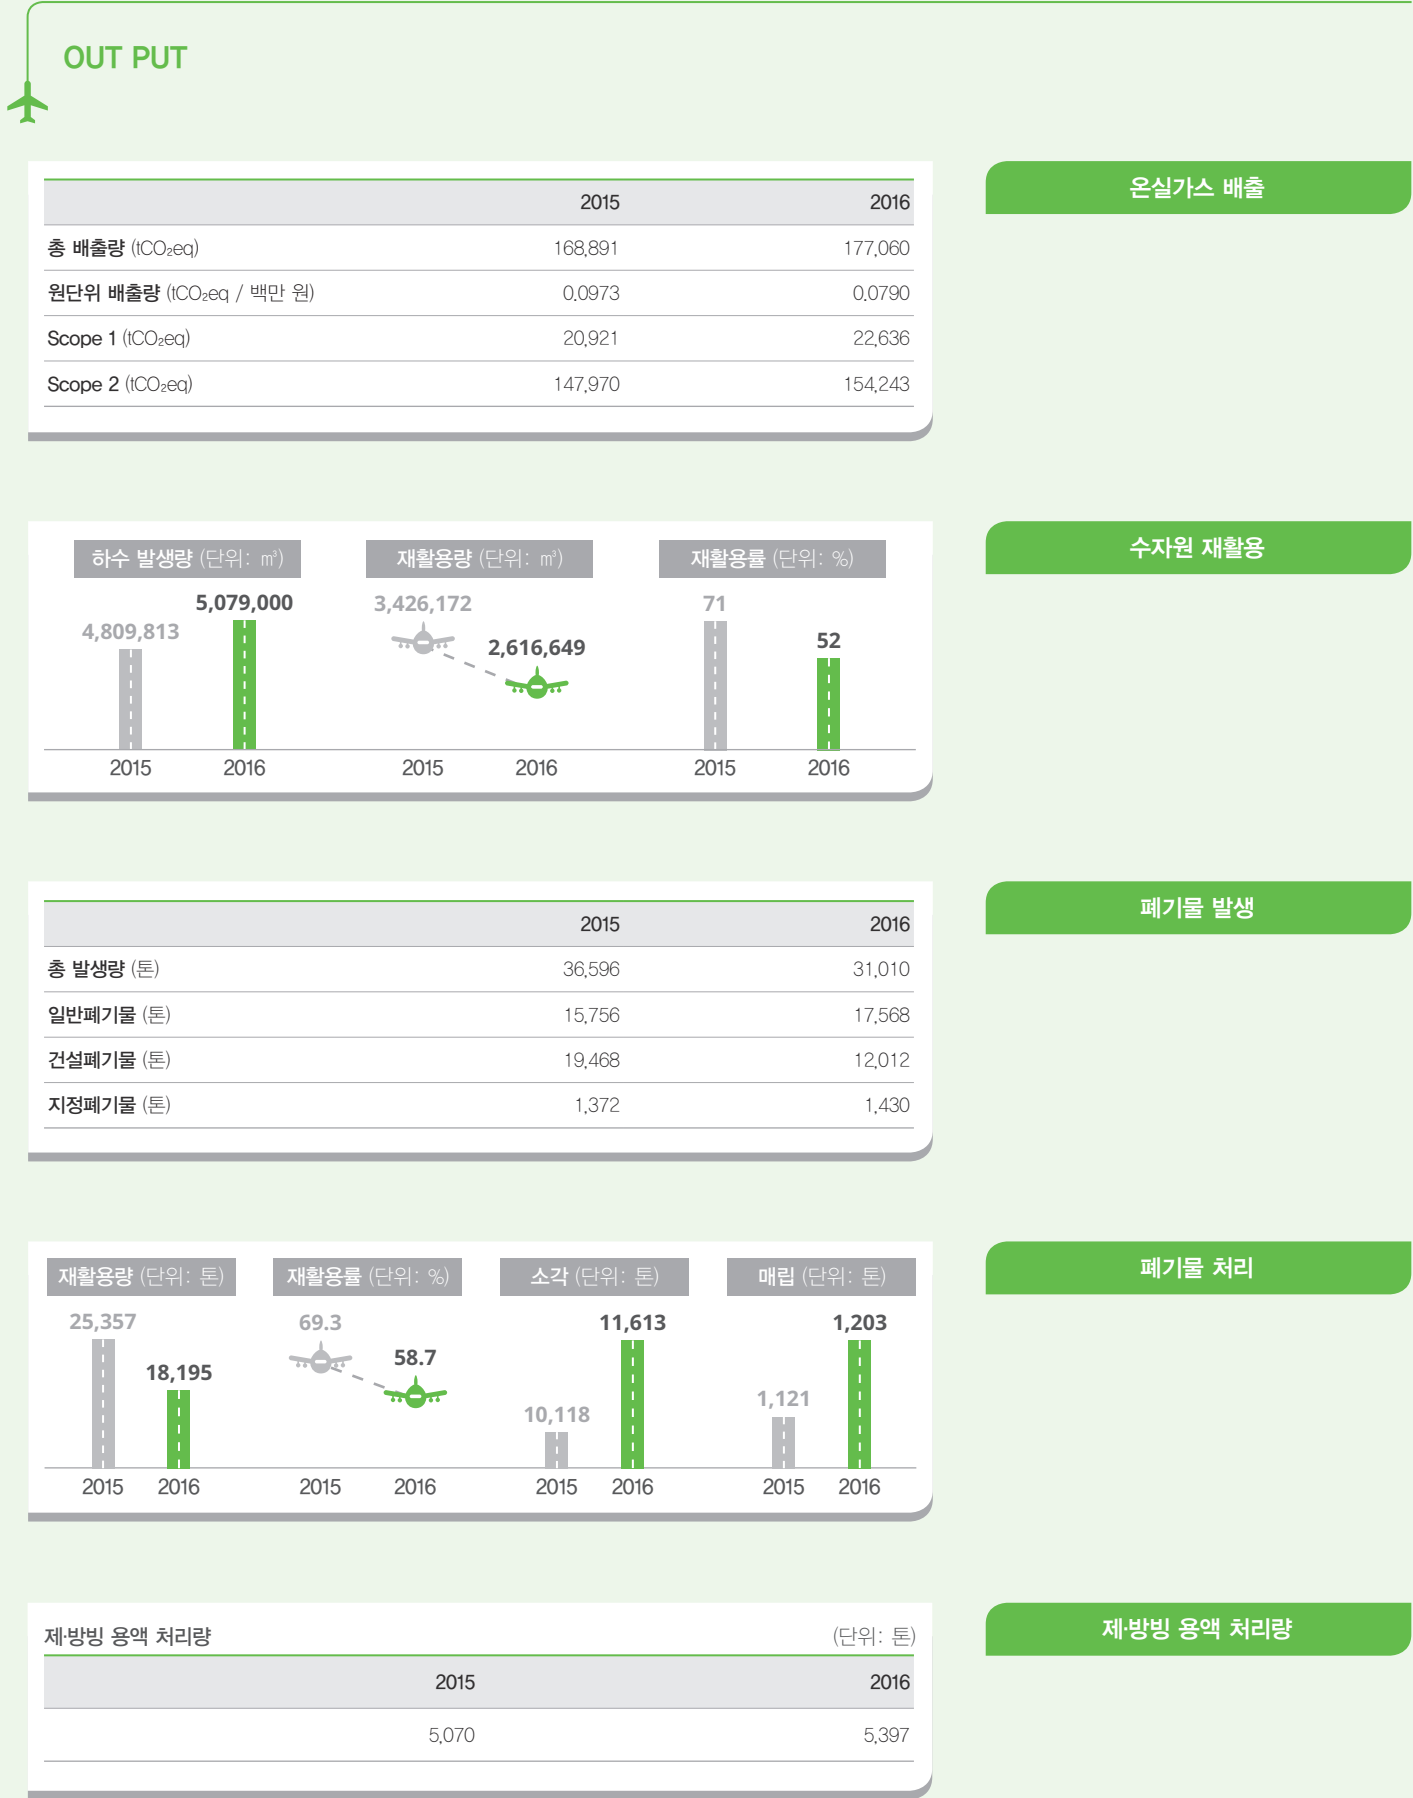 OUT PUT
온실가스 배출
2015 2016
총 배출량 (tCO₂eq) 168,891 177,060
원단위 배출량 (tCO₂eq / 백만 원) 0.0973 0.0790
Scope 1 (tCO₂eq) 20,921 22,636
Scope 2 (tCO₂eq) 147,970 154,243
수자원 재활용
하수 발생량 (단위: ㎥) 재활용량 (단위: ㎥) 재활용률 (단위: %)
4,809,813 5,079,000 3,426,172 2,616,649 71 52
2015 2016 2015 2016 2015 2016
폐기물 발생
2015 2016
총 발생량 (톤) 36,596 31,010
일반폐기물 (톤) 15,756 17,568
건설폐기물 (톤) 19,468 12,012
지정폐기물 (톤) 1,372 1,430
폐기물 처리
재활용량 (단위: 톤) 재활용률 (단위: %) 소각 (단위: 톤) 매립 (단위: 톤)
25,357 18,195 69.3 58.7 10,118 11,613 1,121 1,203
2015 2016 2015 2016 2015 2016 2015 2016
제·방빙 용액 처리량
제·방빙 용액 처리량 (단위: 톤)
2015 2016
5,070 5,397